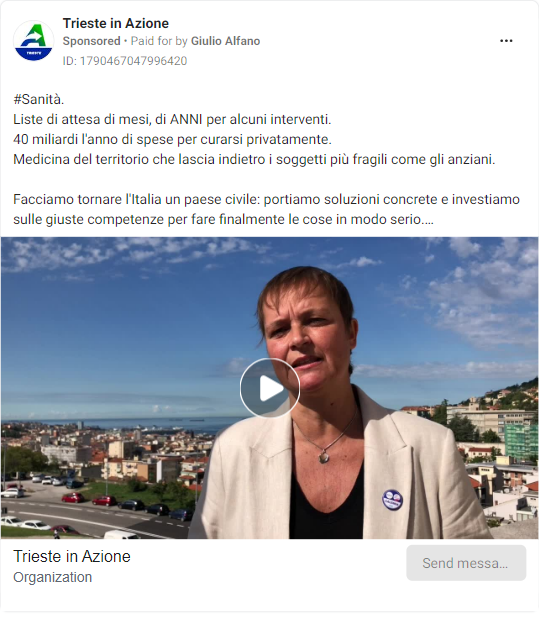 TRIESTE
Trieste in Azione
Sponsored • Paid for by Giulio Alfano
ID: 1790467047996420
#Sanità.
Liste di attesa di mesi, di ANNI per alcuni interventi.
40 miliardi l'anno di spese per curarsi privatamente.
Medicina del territorio che lascia indietro i soggetti più fragili come gli anziani.
Facciamo tornare l'Italia un paese civile: portiamo soluzioni concrete e investiamo
sulle giuste competenze per fare finalmente le cose in modo serio....
Trieste in Azione
Organization
Send messa...